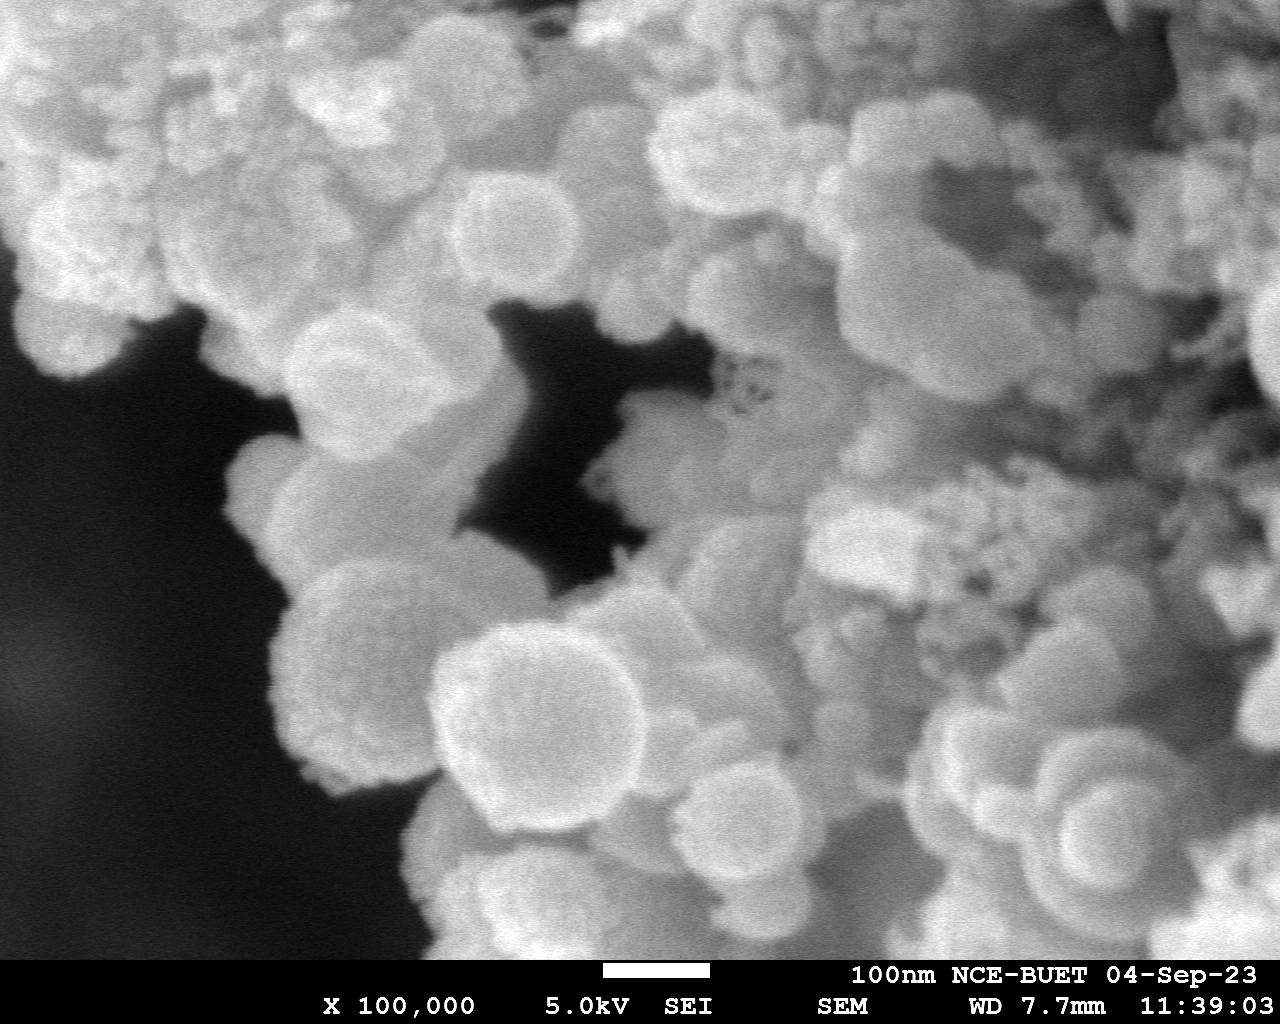 100nm NCE-BUET 04-Sep-23
X 100,000 5.0kV SEI SEM WD 7.7mm 11:39:03